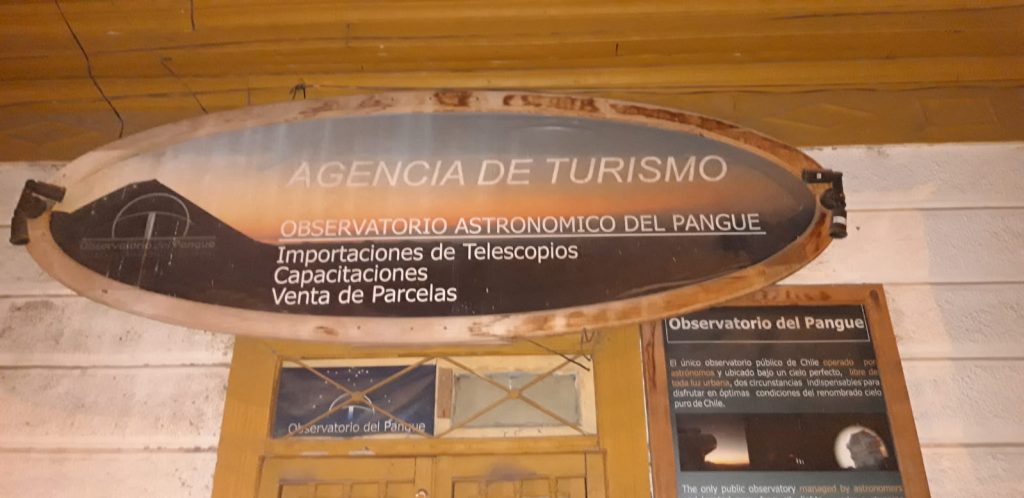 AGENCIA DE TURISMO
Observatorio del Pangue
OBSERVATORIO ASTRONOMICO DEL PANGUE
Importaciones de Telescopios
Capacitaciones
Venta de Parcelas
Observatorio del Pangue
Observatorio del Pangue
El único observatorio público de Chile operado por
astrónomos y ubicado bajo un cielo perfecto, libre de
toda luz urbana, dos circunstancias indispensables para
disfrutar en óptimas condiciones del renombrado cielo
puro de Chile.
The only public observatory managed by astronomers